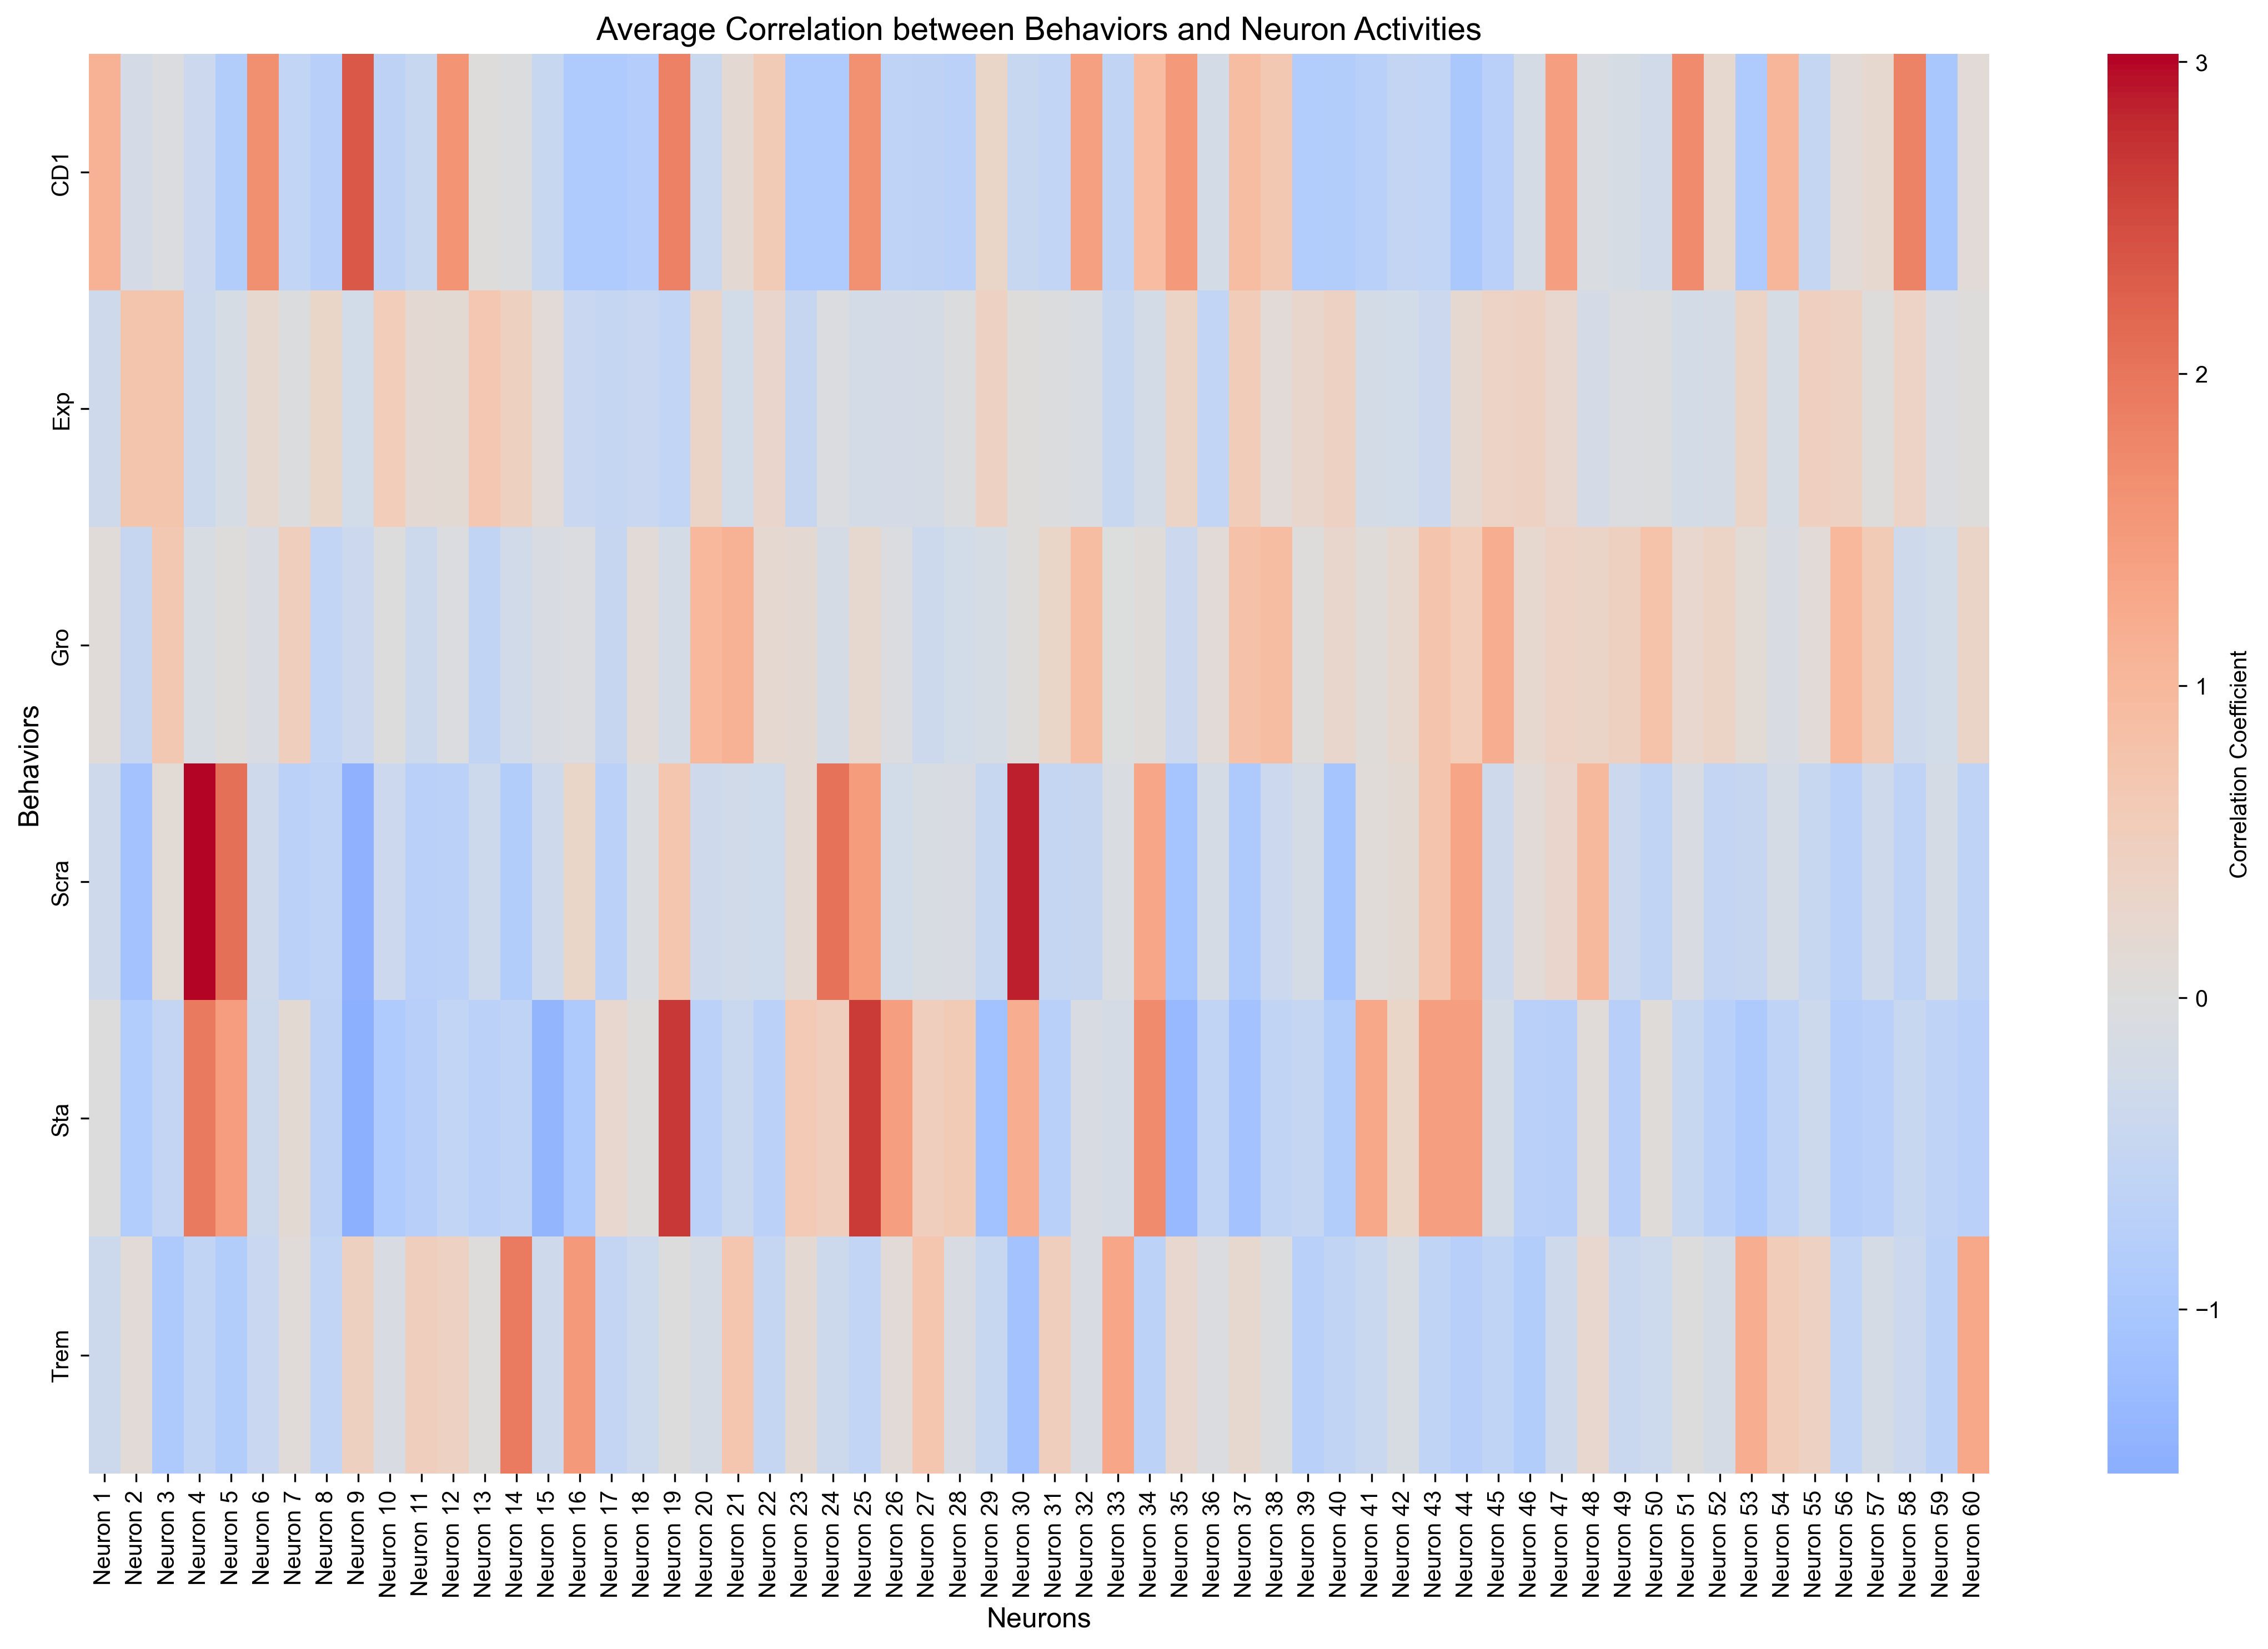 Average Correlation between Behaviors and Neuron Activities
Behaviors
CD1
Exp
Gro
Scra
Sta
Trem
Neuron 1
Neuron 2
Neuron 3
Neuron 4
Neuron 5
Neuron 6
Neuron 7
Neuron 8
Neuron 9
Neuron 10
Neuron 11
Neuron 12
Neuron 13
Neuron 14
Neuron 15
Neuron 16
Neuron 17
Neuron 18
Neuron 19
Neuron 20
Neuron 21
Neuron 22
Neuron 23
Neuron 24
Neuron 25
Neuron 26
Neuron 27
Neuron 28
Neuron 29
Neuron 30
Neuron 31
Neuron 32
Neuron 33
Neuron 34
Neuron 35
Neuron 36
Neuron 37
Neuron 38
Neuron 39
Neuron 40
Neuron 41
Neuron 42
Neuron 43
Neuron 44
Neuron 45
Neuron 46
Neuron 47
Neuron 48
Neuron 49
Neuron 50
Neuron 51
Neuron 52
Neuron 53
Neuron 54
Neuron 55
Neuron 56
Neuron 57
Neuron 58
Neuron 59
Neuron 60
Neurons
3
2
1
0
−1
Correlation Coefficient